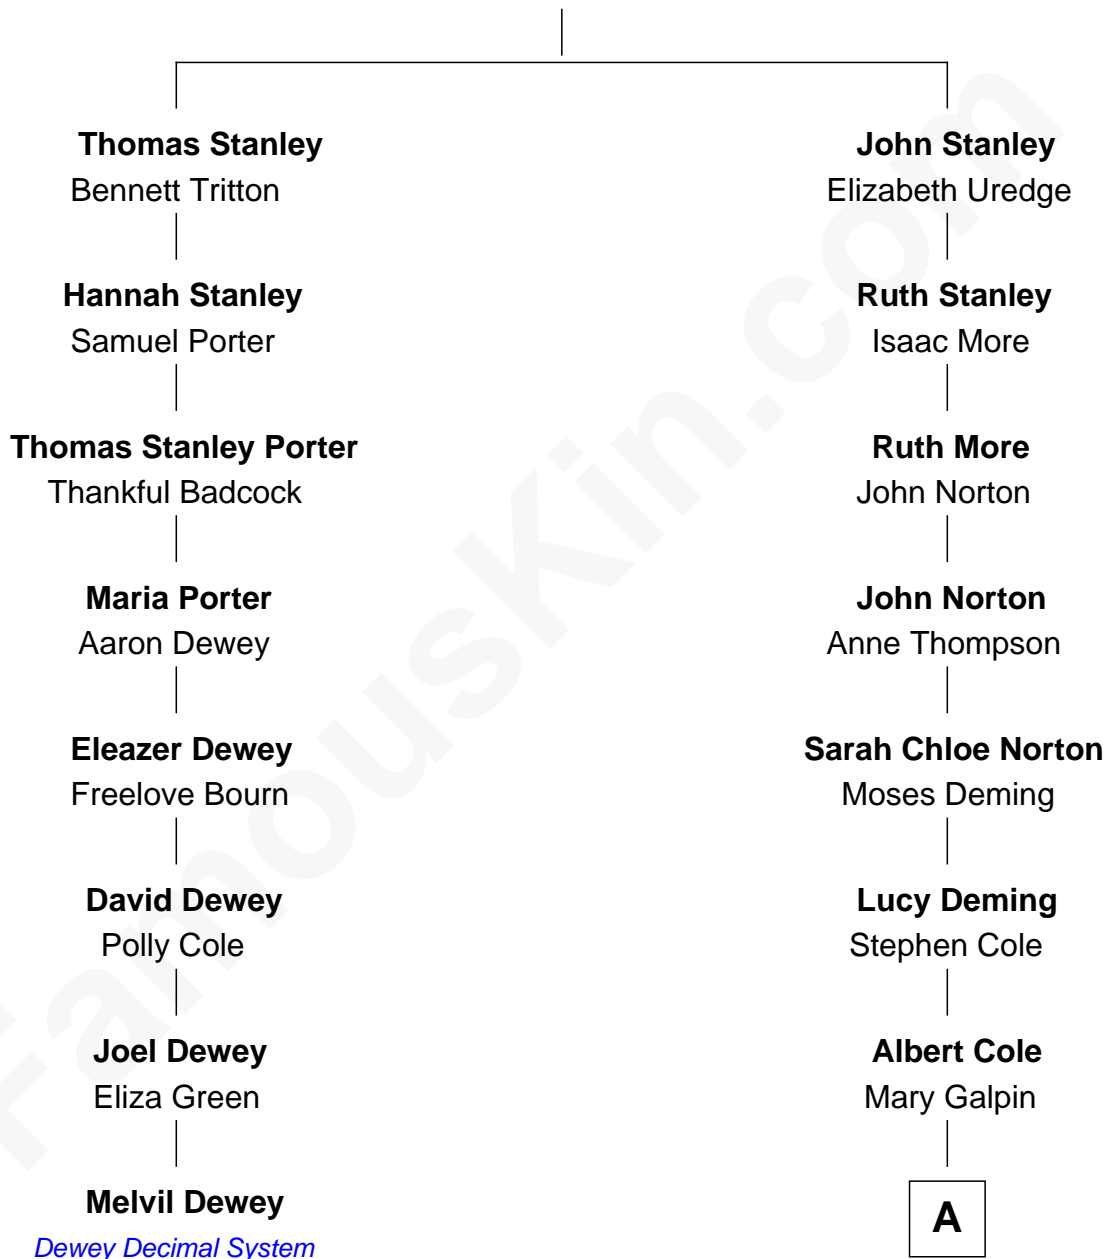 Thomas Stanley
Bennett Tritton
Hannah Stanley
Samuel Porter
Thomas Stanley Porter
Thankful Badcock
Maria Porter
Aaron Dewey
Eleazer Dewey
Freelove Bourn
David Dewey
Polly Cole
Joel Dewey
Eliza Green
Melvil Dewey
Dewey Decimal System
John Stanley
Elizabeth Uredge
Ruth Stanley
Isaac More
Ruth More
John Norton
John Norton
Anne Thompson
Sarah Chloe Norton
Moses Deming
Lucy Deming
Stephen Cole
Albert Cole
Mary Galpin
A
FamousKin.com